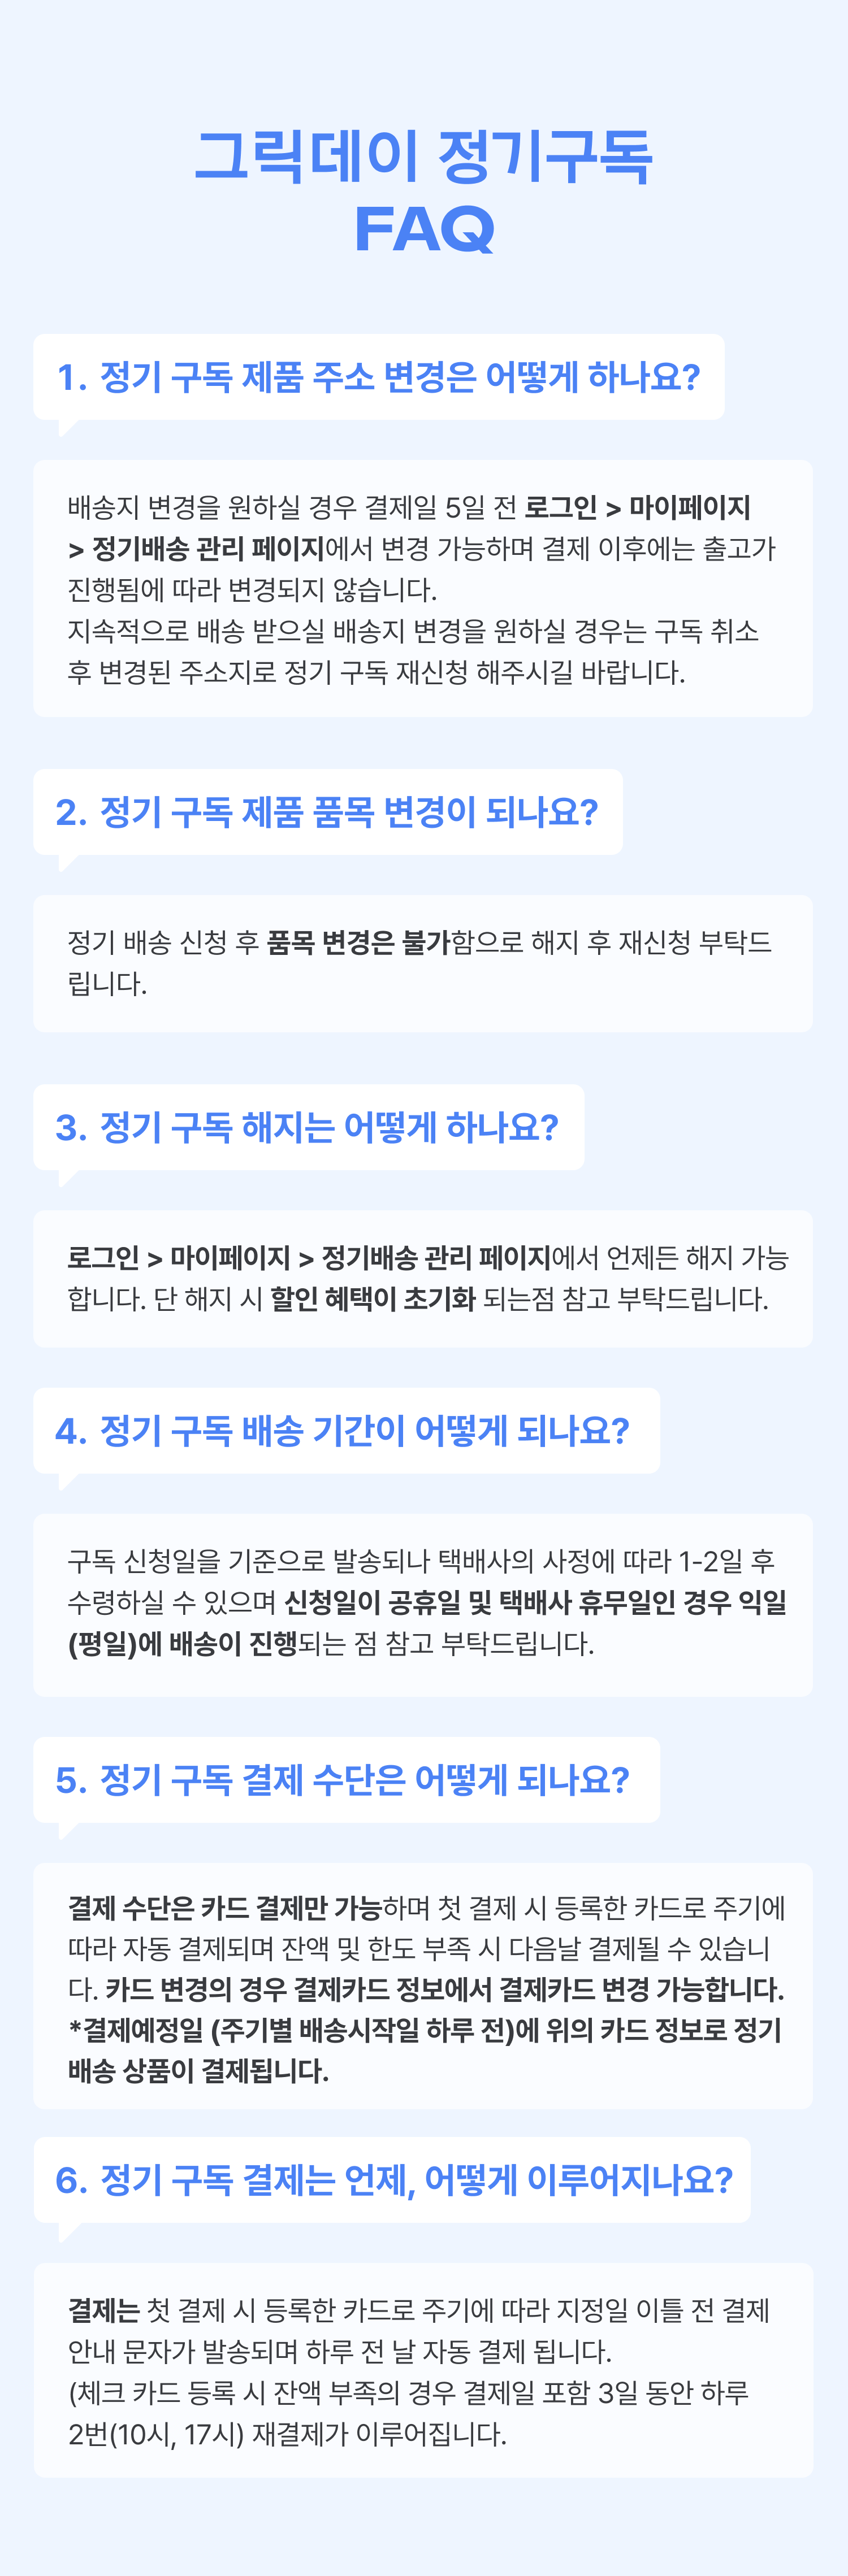 그릭데이 정기구독
FAQ
1. 정기 구독 제품 주소 변경은 어떻게 하나요?
배송지 변경을 원하실 경우 결제일 5일 전 로그인 > 마이페이지
> 정기배송 관리 페이지에서 변경 가능하며 결제 이후에는 출고가
진행됨에 따라 변경되지 않습니다.
지속적으로 배송 받으실 배송지 변경을 원하실 경우는 구독 취소
후 변경된 주소지로 정기 구독 재신청 해주시길 바랍니다.
2. 정기 구독 제품 품목 변경이 되나요?
정기 배송 신청 후 품목 변경은 불가함으로 해지 후 재신청 부탁드
립니다.
3. 정기 구독 해지는 어떻게 하나요?
로그인 > 마이페이지 > 정기배송 관리 페이지에서 언제든 해지 가능
합니다. 단 해지 시 할인 혜택이 초기화 되는점 참고 부탁드립니다.
4. 정기 구독 배송 기간이 어떻게 되나요?
구독 신청일을 기준으로 발송되나 택배사의 사정에 따라 1-2일 후
수령하실 수 있으며 신청일이 공휴일 및 택배사 휴무일인 경우 익일
(평일)에 배송이 진행되는 점 참고 부탁드립니다.
5. 정기 구독 결제 수단은 어떻게 되나요?
결제 수단은 카드 결제만 가능하며 첫 결제 시 등록한 카드로 주기에
따라 자동 결제되며 잔액 및 한도 부족 시 다음날 결제될 수 있습니
다. 카드 변경의 경우 결제카드 정보에서 결제카드 변경 가능합니다.
*결제예정일 (주기별 배송시작일 하루 전)에 위의 카드 정보로 정기
배송 상품이 결제됩니다.
6. 정기 구독 결제는 언제, 어떻게 이루어지나요?
결제는 첫 결제 시 등록한 카드로 주기에 따라 지정일 이틀 전 결제
안내 문자가 발송되며 하루 전 날 자동 결제 됩니다.
(체크 카드 등록 시 잔액 부족의 경우 결제일 포함 3일 동안 하루
2번(10시, 17시) 재결제가 이루어집니다.